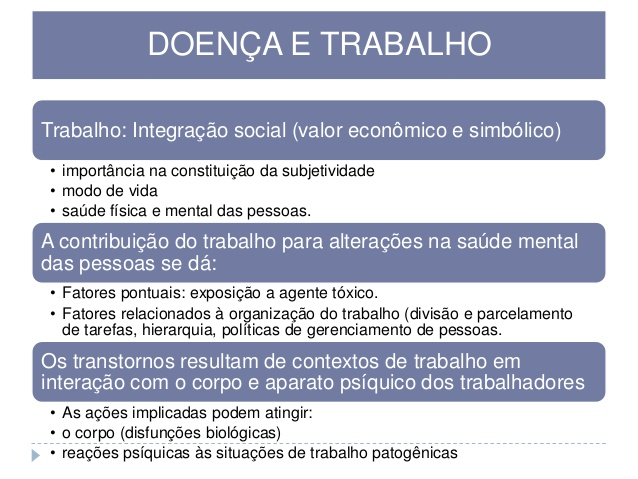 DOENÇA E TRABALHO
Trabalho: Integração social (valor econômico e simbólico)
• importância na constituição da subjetividade
• modo de vida
• saúde física e mental das pessoas.
A contribuição do trabalho para alterações na saúde mental
das pessoas se dá:
• Fatores pontuais: exposição a agente tóxico.
• Fatores relacionados à organização do trabalho (divisão e parcelamento
de tarefas, hierarquia, políticas de gerenciamento de pessoas.
Os transtornos resultam de contextos de trabalho em
interação com o corpo e aparato psíquico dos trabalhadores
• As ações implicadas podem atingir:
• o corpo (disfunções biológicas)
• reações psíquicas às situações de trabalho patogênicas